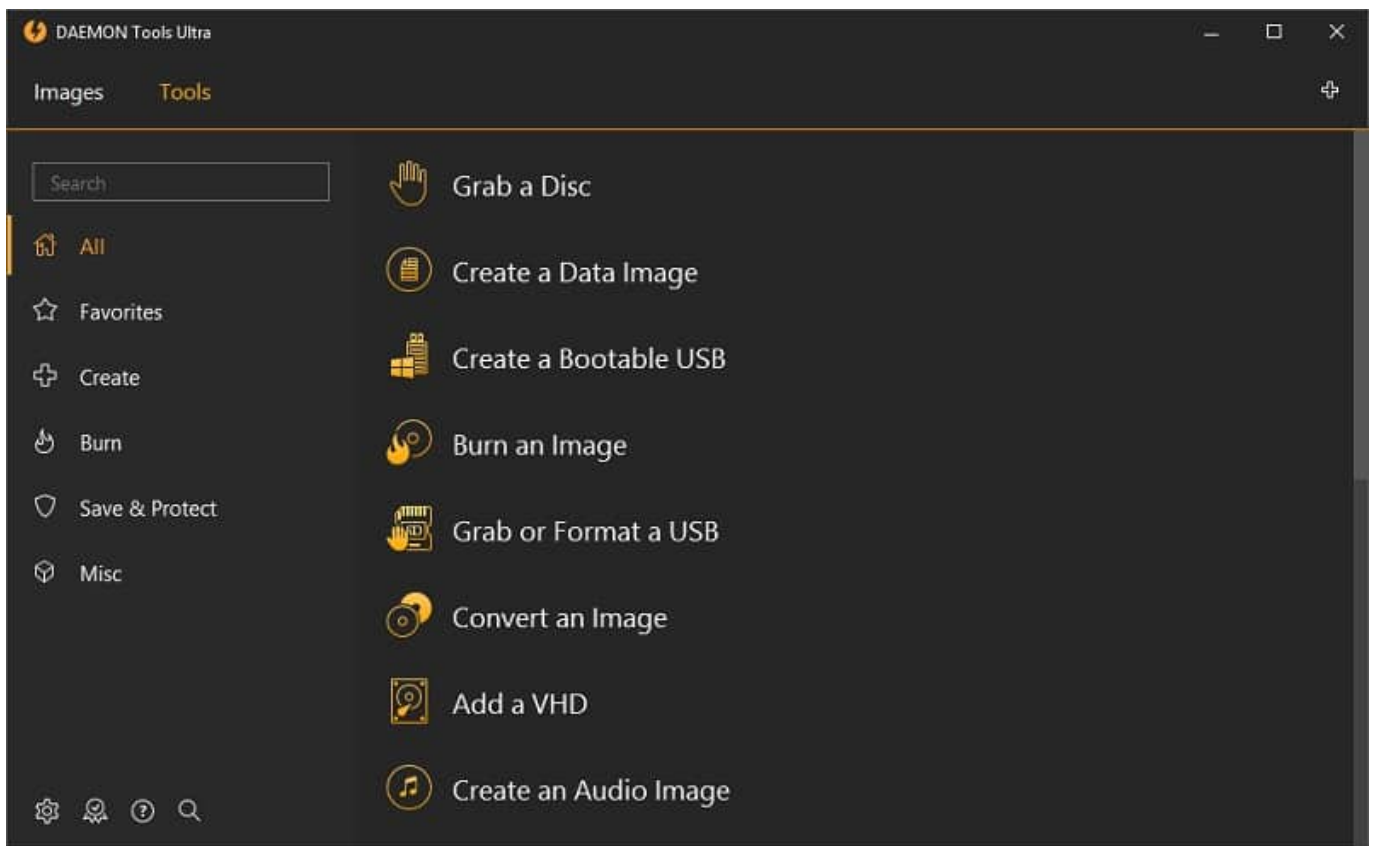 DAEMON Tools Ultra
Images Tools
Search
All
Favorites
Create
Burn
Save & Protect
Misc
Grab a Disc
Create a Data Image
Create a Bootable USB
Burn an Image
Grab or Format a USB
Convert an Image
Add a VHD
Create an Audio Image